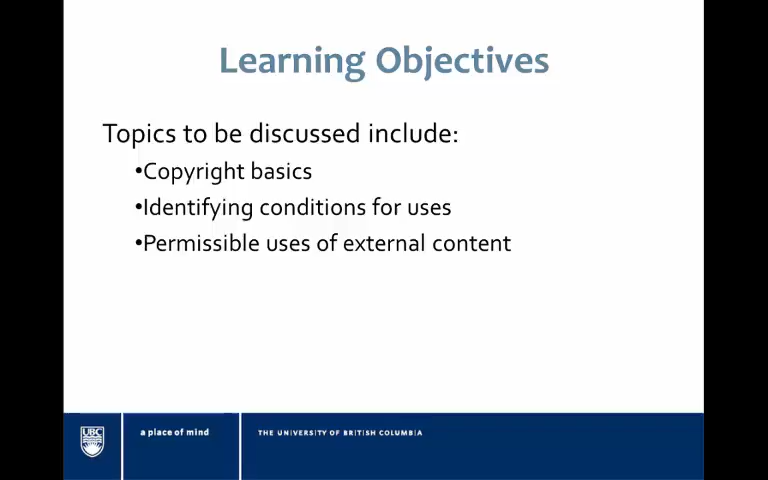 Learning Objectives
Topics to be discussed include:
•Copyright basics
•Identifying conditions for uses
•Permissible uses of external content
UBC
a place of mind
THE UNIVERSITY OF BRITISH COLUMBIA